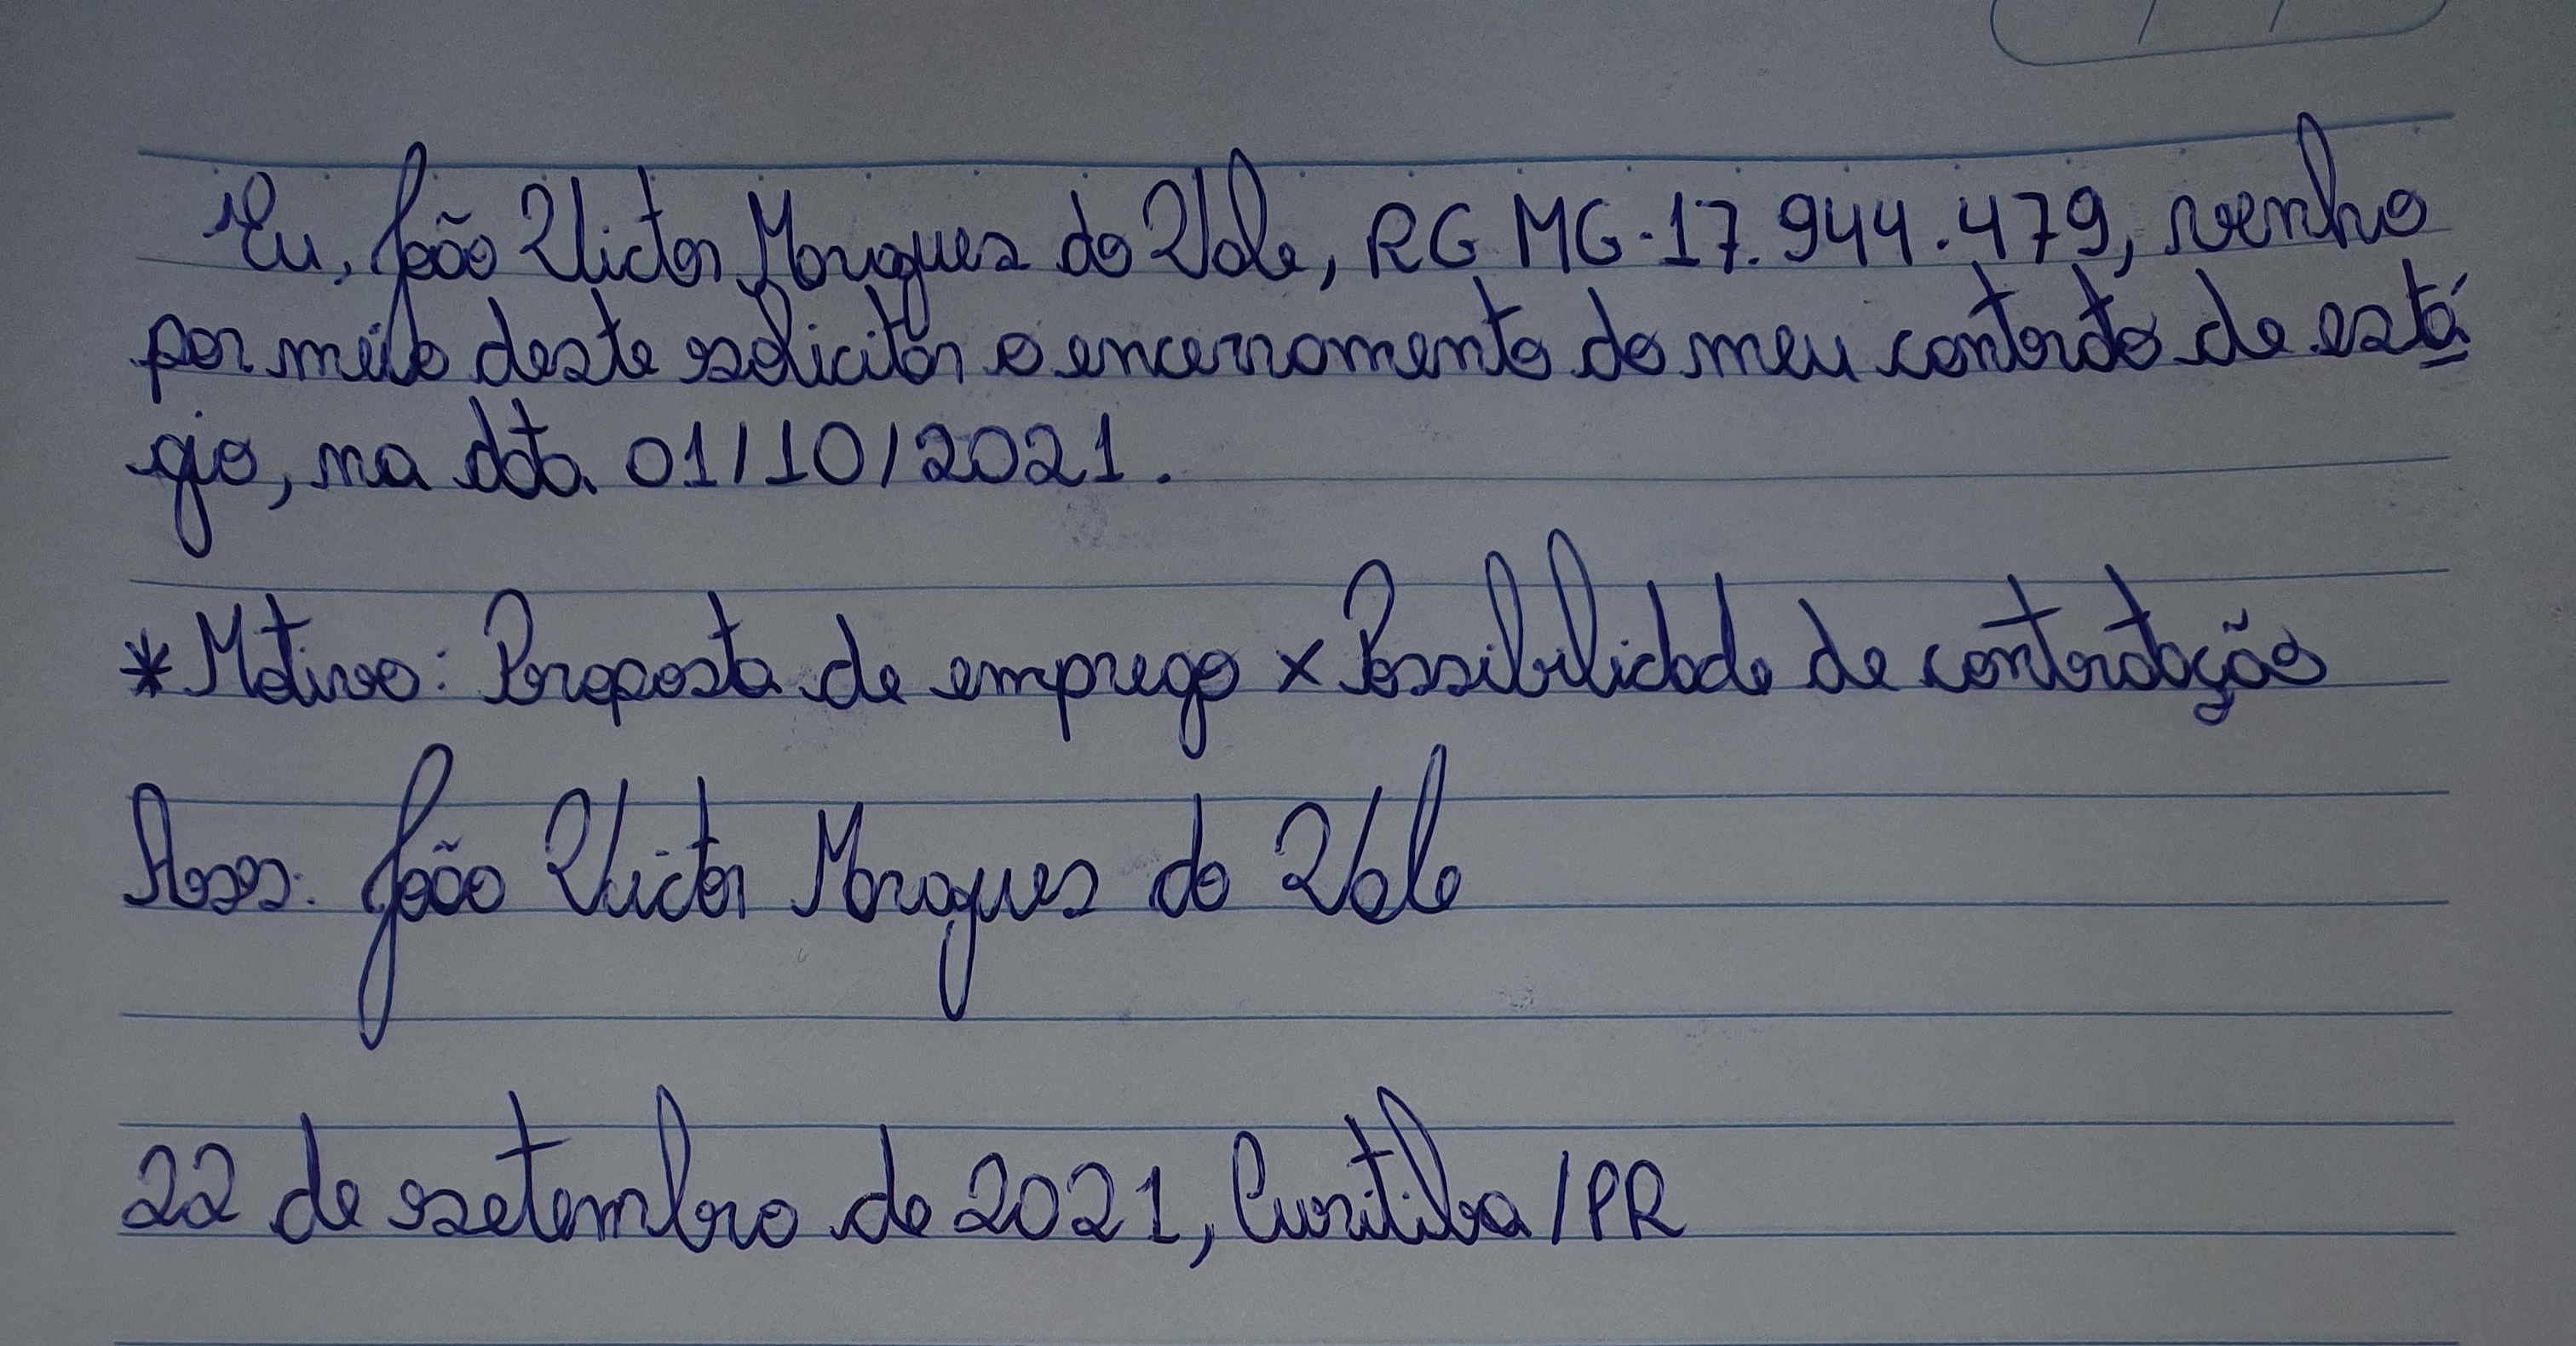 Eu, João Victor Marques do Vale, RG MG-17.944.479, venho
por meio deste solicitar o encerramento do meu contrato de está
gio, na data 01/10/2021.
*Motivo: Proposta de emprego x Possibilidade de contratação
Ass: João Victor Marques do Vale
22 de setembro de 2021, Curitiba/PR